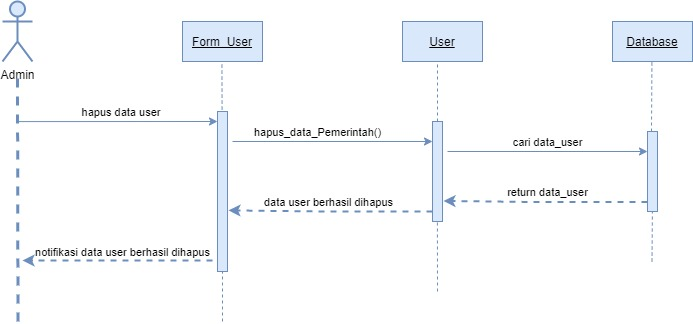 Form_User
User
Database
Admin
hapus data user
hapus_data_Pemerintah()
cari data_user
return data_user
data user berhasil dihapus
notifikasi data user berhasil dihapus